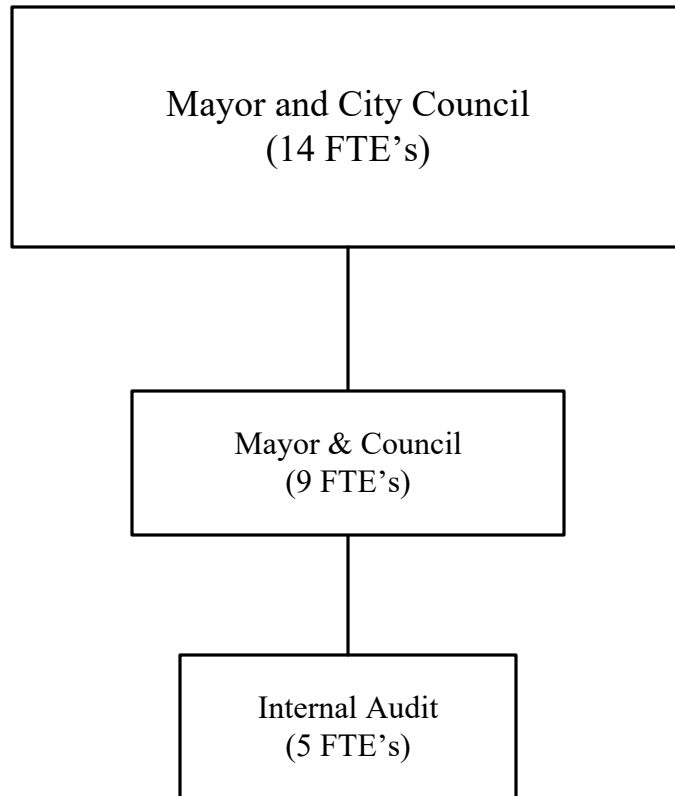 Mayor and City Council
(14 FTE’s)
Mayor & Council
(9 FTE’s)
Internal Audit
(5 FTE’s)